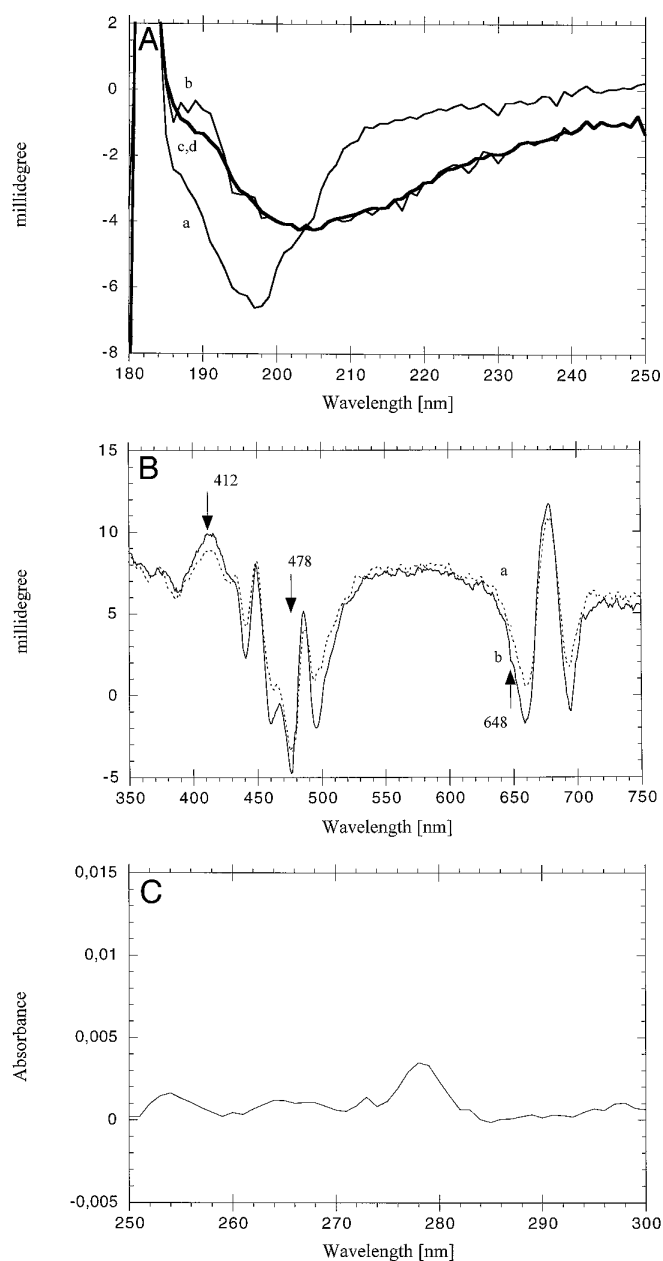 A
2
0
-2
-4
-6
-8
millidegree
b
c,d
a
180 190 200 210 220 230 240 250
Wavelength [nm]
B
15
10
5
0
-5
millidegree
412
478
a
b
648
350 400 450 500 550 600 650 700 750
Wavelength [nm]
C
0,015
0,01
0,005
0
-0,005
Absorbance
250 260 270 280 290 300
Wavelength [nm]